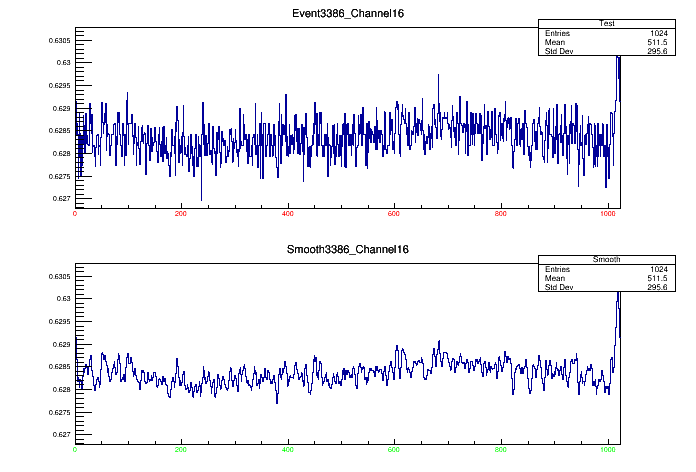 Event3386_Channel16
Test
Entries 1024
Mean 511.5
Std Dev 295.6
0.6305
0.63
0.6295
0.629
0.6285
0.628
0.6275
0.627
0 200 400 600 800 1000
Smooth3386_Channel16
Smooth
Entries 1024
Mean 511.5
Std Dev 295.6
0.6305
0.63
0.6295
0.629
0.6285
0.628
0.6275
0.627
0 200 400 600 800 1000